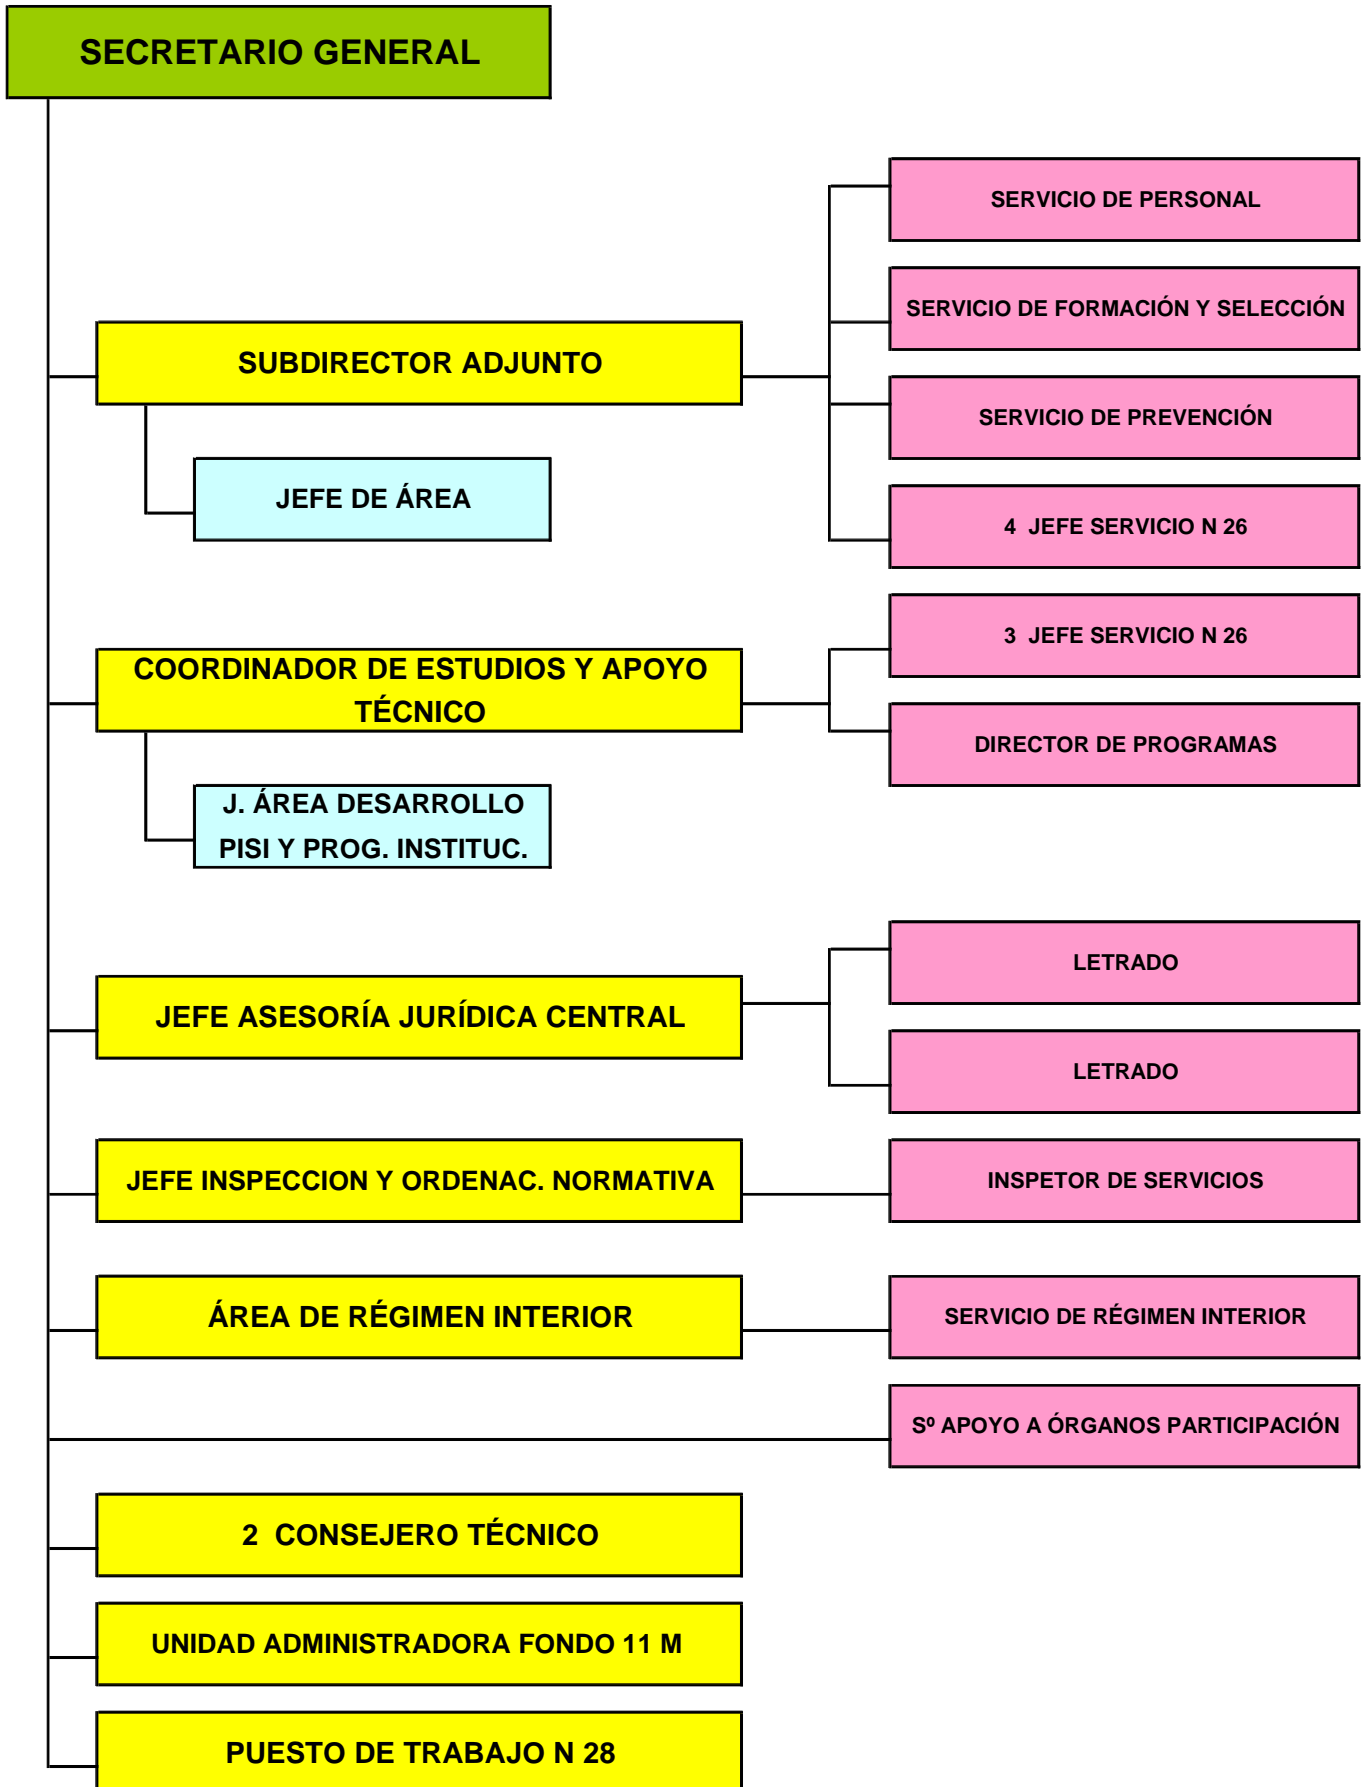 SECRETARIO GENERAL
SERVICIO DE PERSONAL
SERVICIO DE FORMACIÓN Y SELECCIÓN
SUBDIRECTOR ADJUNTO
SERVICIO DE PREVENCIÓN
JEFE DE ÁREA
4 JEFE SERVICIO N 26
3 JEFE SERVICIO N 26
COORDINADOR DE ESTUDIOS Y APOYO
TÉCNICO
DIRECTOR DE PROGRAMAS
J. ÁREA DESARROLLO
PISI Y PROG. INSTITUC.
LETRADO
JEFE ASESORÍA JURÍDICA CENTRAL
LETRADO
JEFE INSPECCION Y ORDENAC. NORMATIVA
INSPETOR DE SERVICIOS
ÁREA DE RÉGIMEN INTERIOR
SERVICIO DE RÉGIMEN INTERIOR
Sº APOYO A ÓRGANOS PARTICIPACIÓN
2 CONSEJERO TÉCNICO
UNIDAD ADMINISTRADORA FONDO 11 M
PUESTO DE TRABAJO N 28